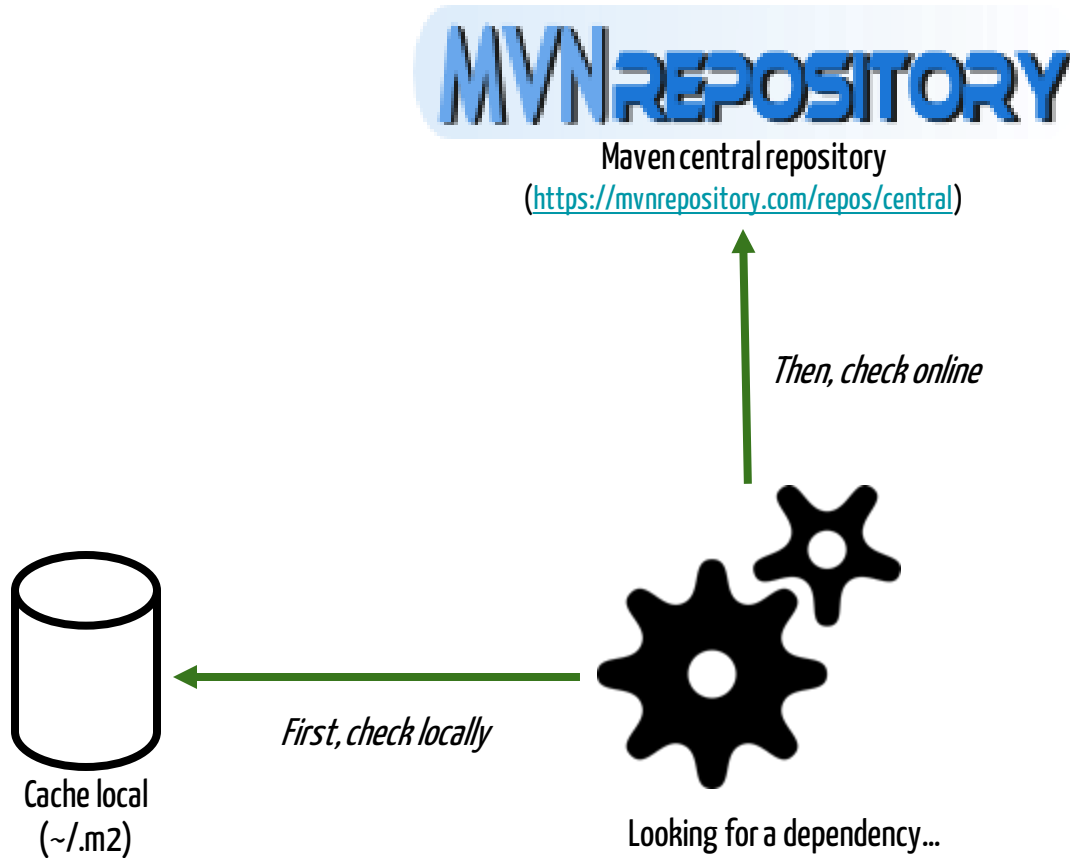 MVNREPOSITORY
Maven central repository
(https://mvnrepository.com/repos/central)
Then, check online
First, check locally
Cache local
(~/.m2)
Looking for a dependency...